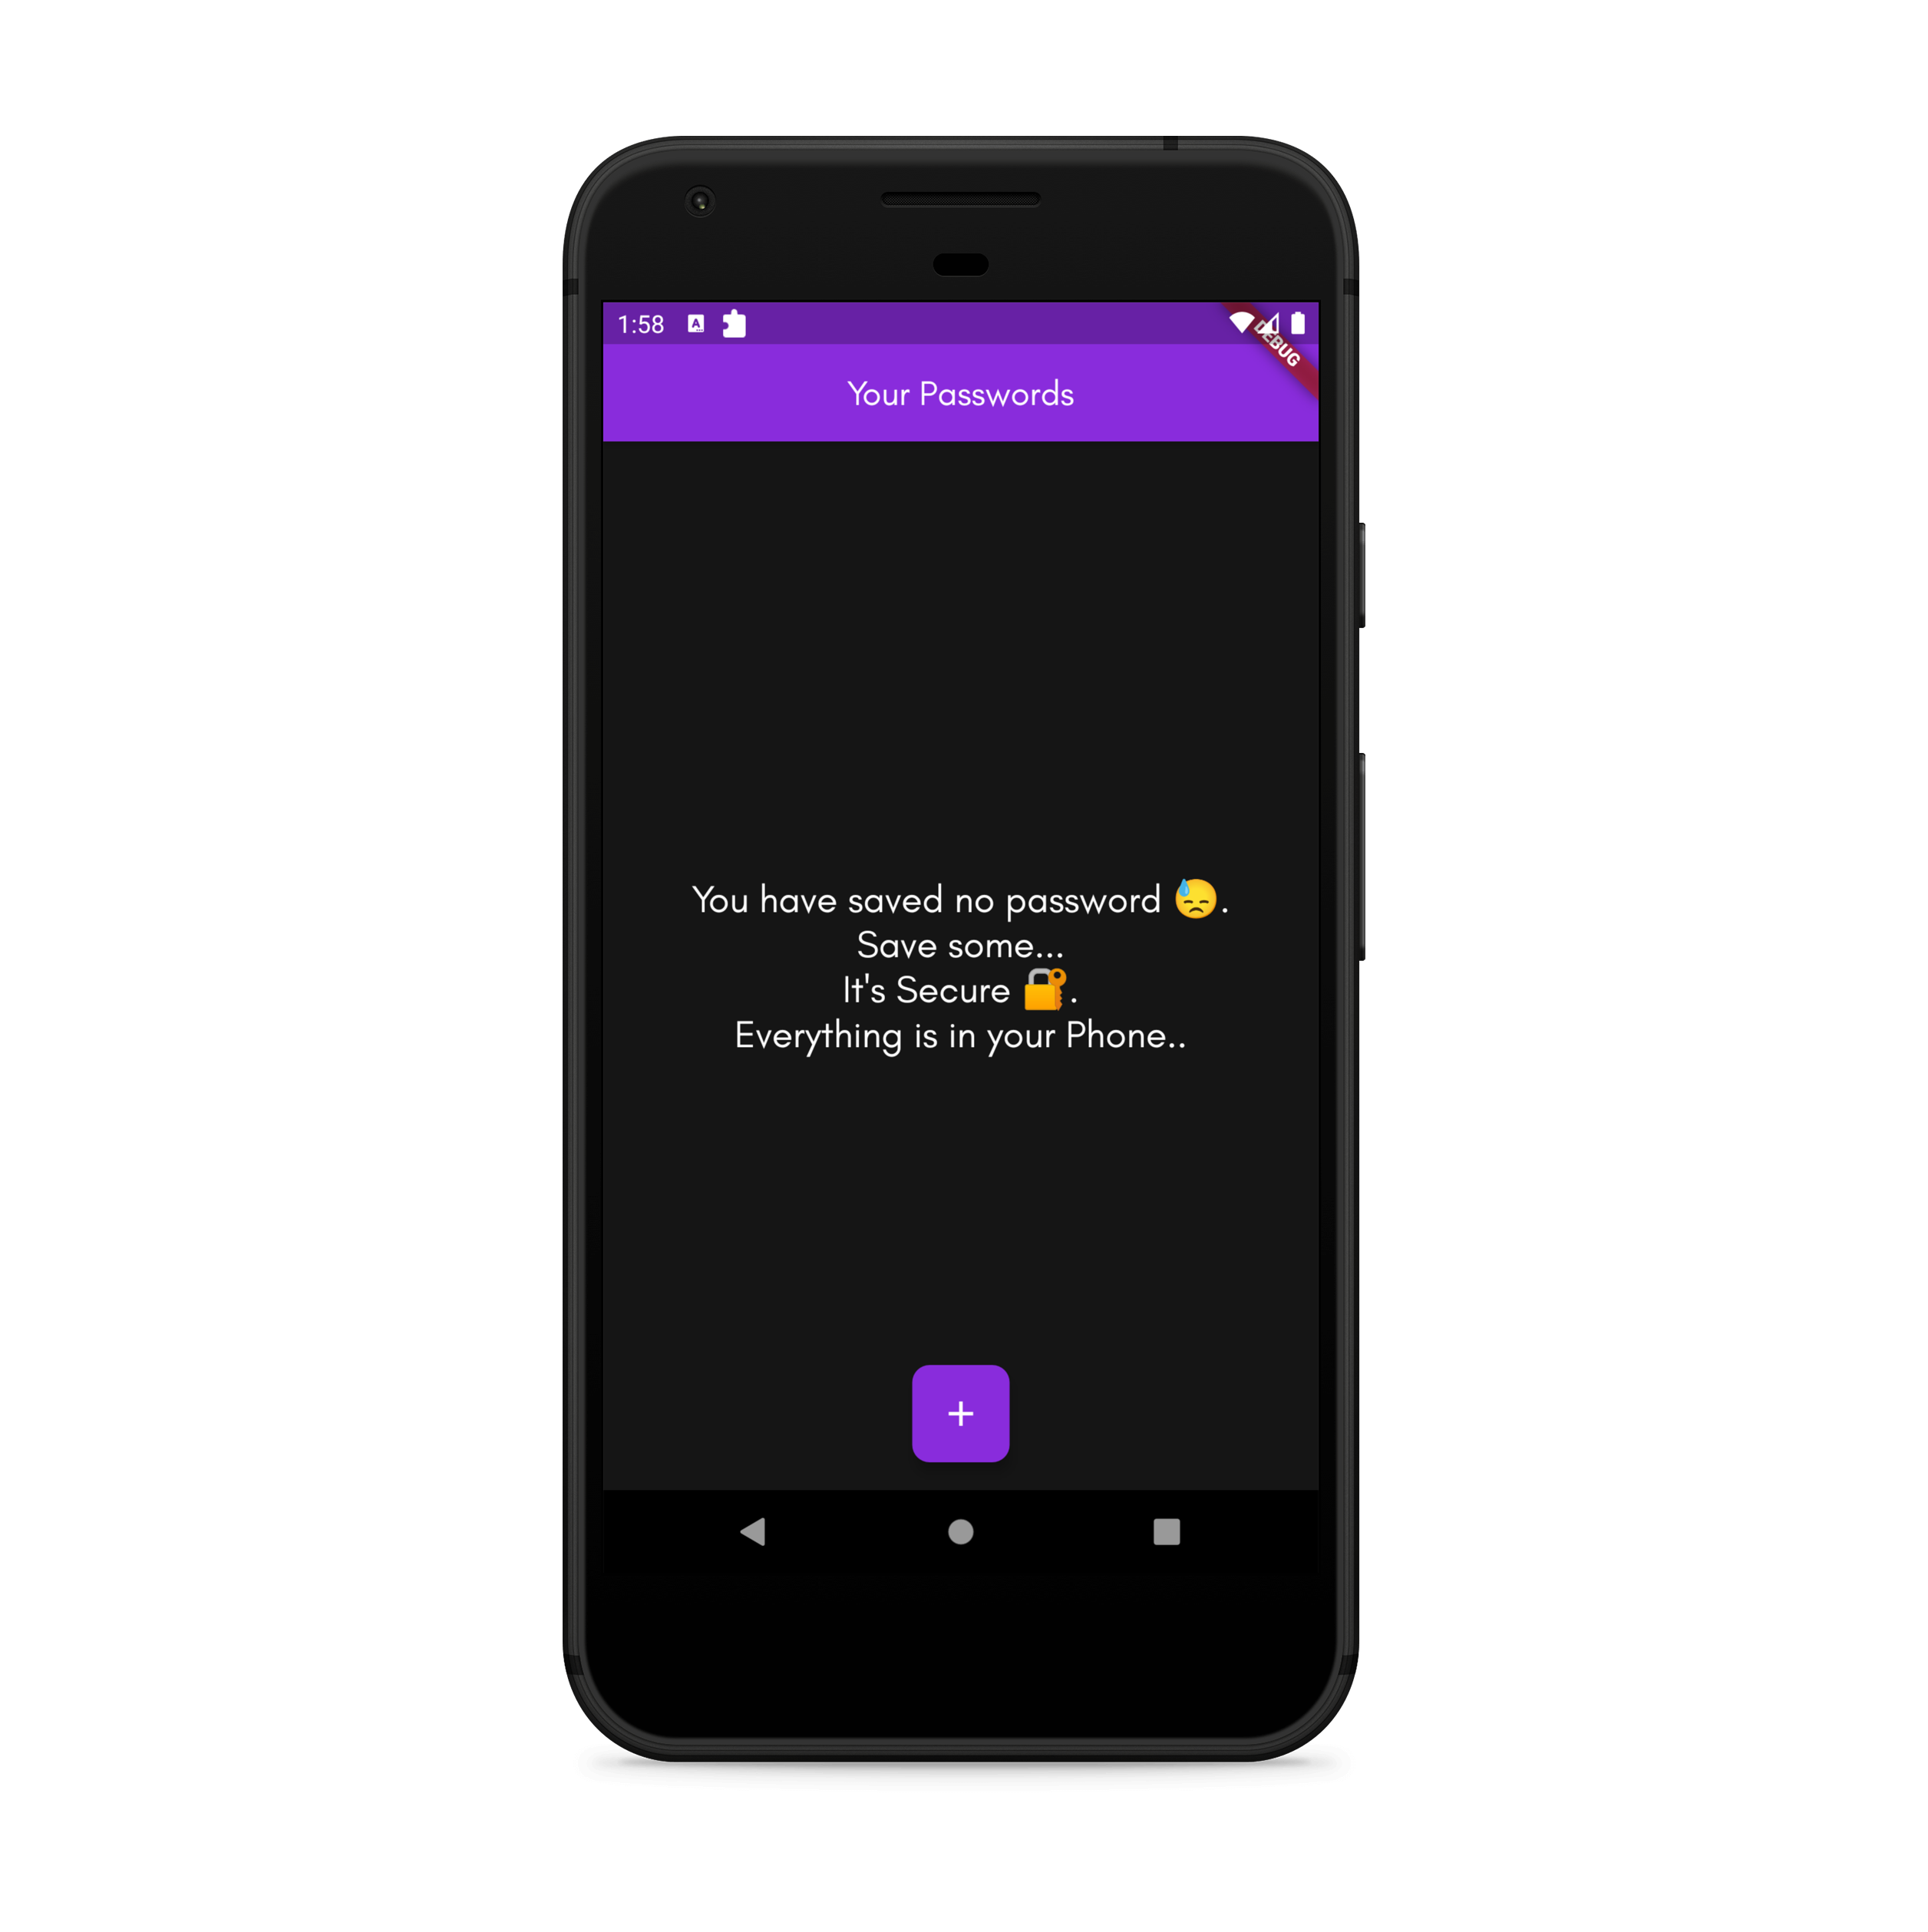 1:58
DEBUG
Your Passwords
You have saved no password 😓.
Save some...
It's Secure 🔐.
Everything is in your Phone..